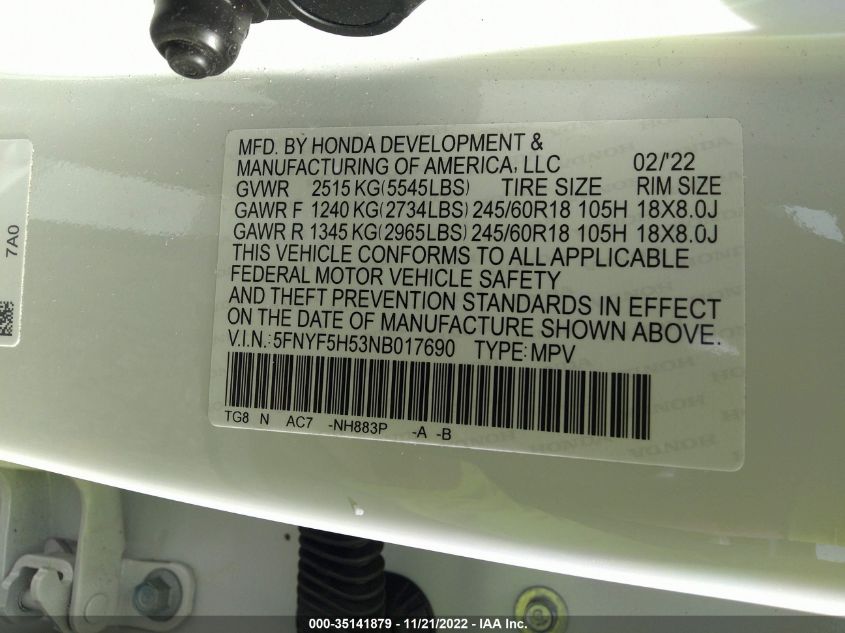 MFD. BY HONDA DEVELOPMENT &
MANUFACTURING OF AMERICA, LLC 02/'22
GVWR 2515 KG(5545LBS) TIRE SIZE RIM SIZE
GAWR F 1240 KG(2734LBS) 245/60R18 105H 18X8.0J
GAWR R 1345 KG(2965LBS) 245/60R18 105H 18X8.0J
THIS VEHICLE CONFORMS TO ALL APPLICABLE
FEDERAL MOTOR VEHICLE SAFETY
AND THEFT PREVENTION STANDARDS IN EFFECT
ON THE DATE OF MANUFACTURE SHOWN ABOVE.
V.I.N.:5FNYF5H53NB017690 TYPE:MPV
TG8 N AC7 -NH883P -A -B
7A0
HONDA
000-35141879 - 11/21/2022 - IAA Inc.